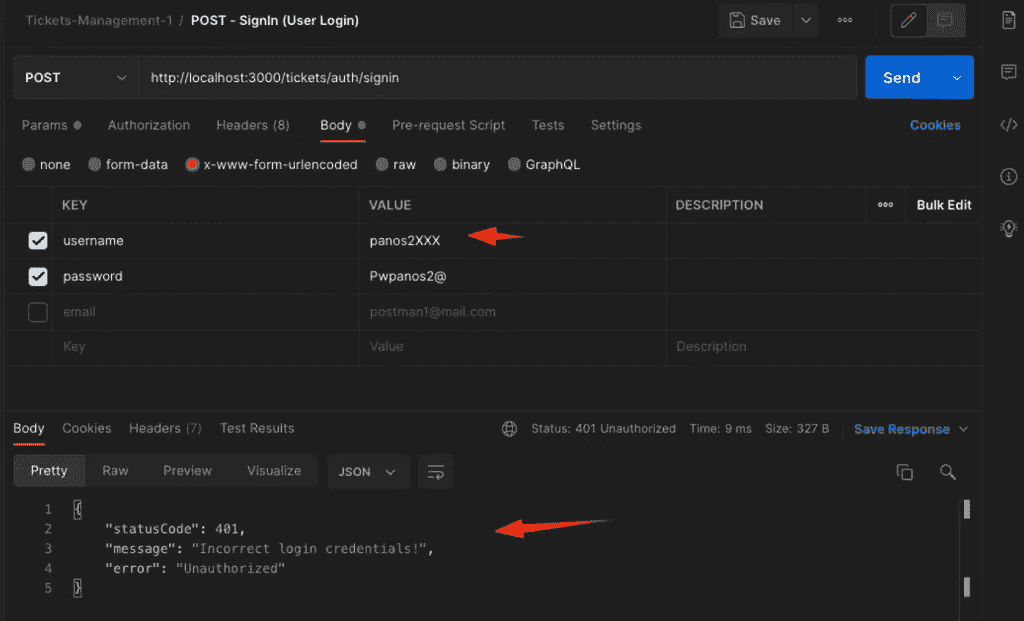 Tickets-Management-1 / POST - SignIn (User Login) Save
POST http://localhost:3000/tickets/auth/signin Send
Params Authorization Headers (8) Body Pre-request Script Tests Settings Cookies
none form-data x-www-form-urlencoded raw binary GraphQL
KEY VALUE DESCRIPTION Bulk Edit
username panos2XXX
password Pwpanos2@
email postman1@mail.com
Key Value Description
Body Cookies Headers (7) Test Results Status: 401 Unauthorized Time: 9 ms Size: 327 B Save Response
Pretty Raw Preview Visualize JSON
1 {
2 "statusCode": 401,
3 "message": "Incorrect login credentials!",
4 "error": "Unauthorized"
5 }